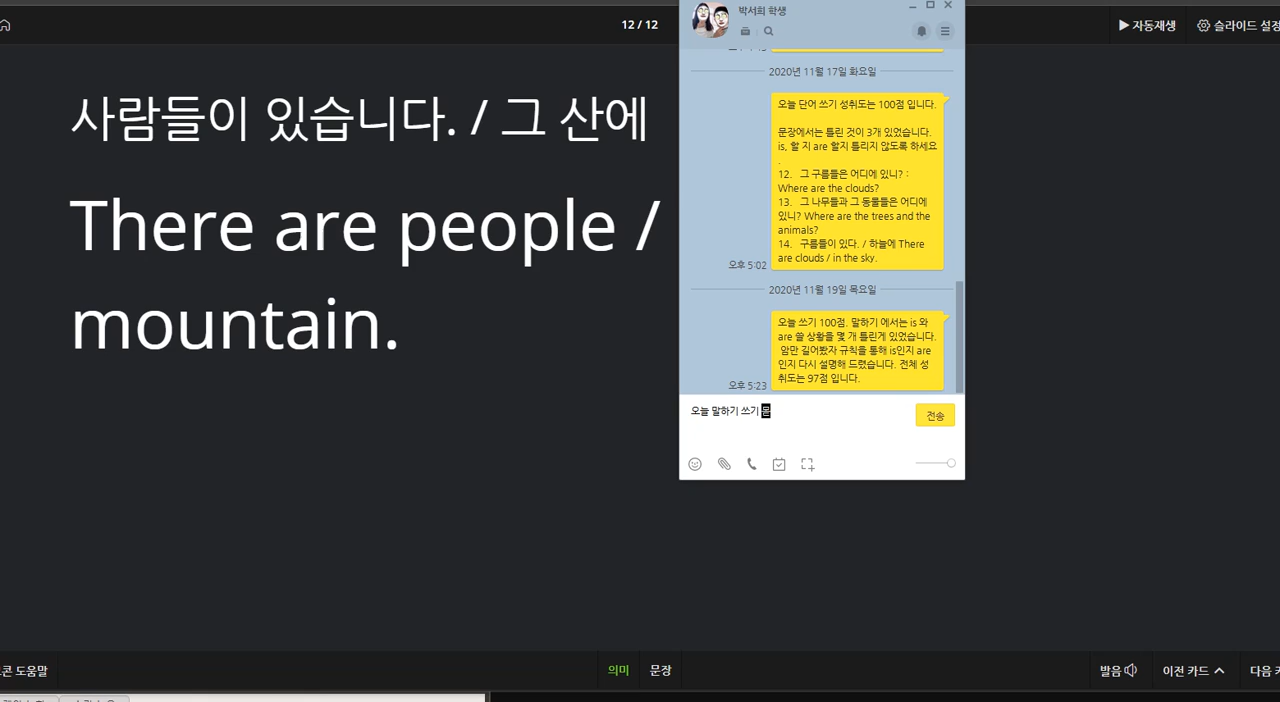 12 / 12
▶자동재생
슬라이드 설정
사람들이 있습니다. / 그 산에
There are people /
mountain.
박서희 학생
2020년 11월 17일 화요일
오늘 단어 쓰기 성취도는 100점 입니다.
문장에서는 틀린 것이 3개 있었습니다.
is, 할 지 are 할지 틀리지 않도록 하세요
.
12. 그 구름들은 어디에 있니? :
Where are the clouds?
13. 그 나무들과 그 동물들은 어디에
있니? Where are the trees and the
animals?
14. 구름들이 있다. / 하늘에 There
are clouds / in the sky.
오후 5:02
2020년 11월 19일 목요일
오늘 쓰기 100점. 말하기 에서는 is 와
are 쓸 상황을 몇 개 틀린게 있었습니다.
암만 길어봤자 규칙을 통해 is인지 are
인지 다시 설명해 드렸습니다. 전체 성
취도는 97점 입니다.
오후 5:23
오늘 말하기 쓰기
전송
도움말
의미
문장
발음
이전 카드
다음